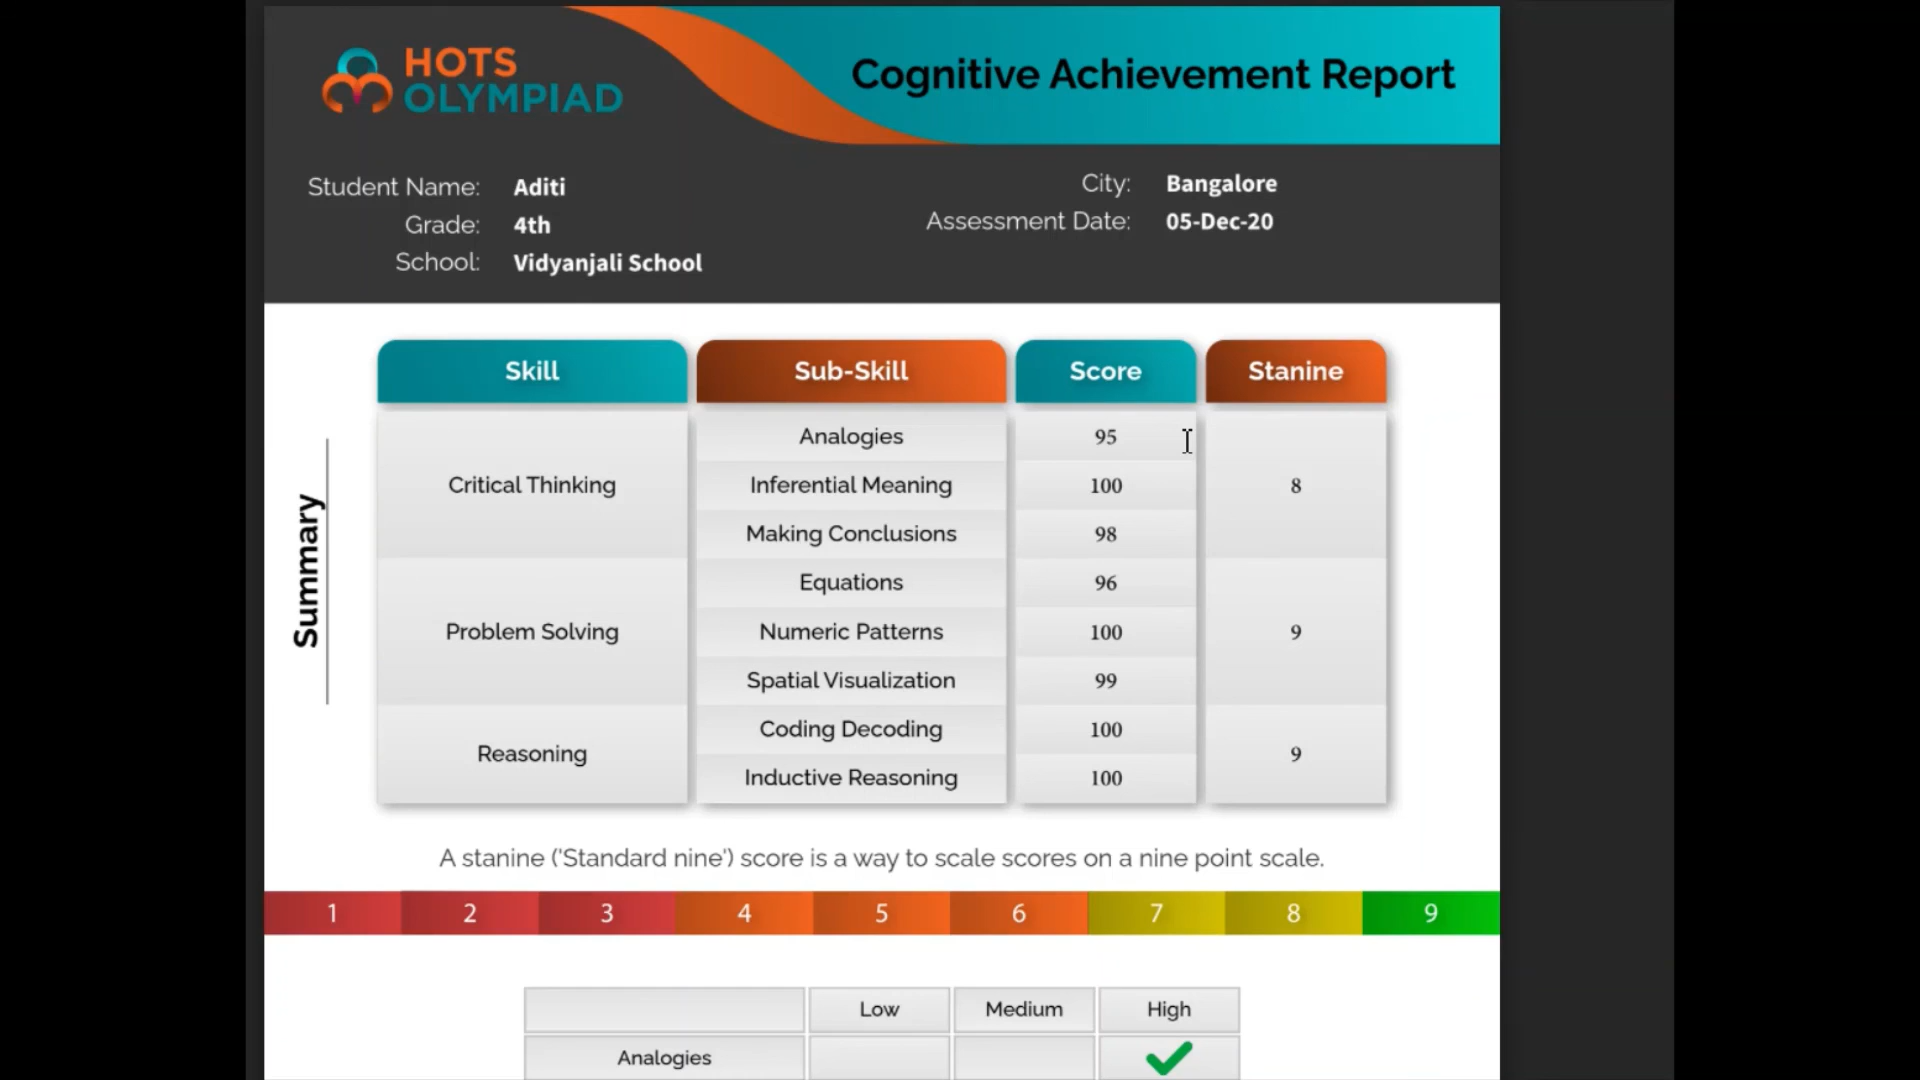 HOTS
OLYMPIAD
Cognitive Achievement Report
Student Name: Aditi
Grade: 4th
School: Vidyanjali School
City: Bangalore
Assessment Date: 05-Dec-20
Summary
Skill Sub-Skill Score Stanine
Critical Thinking
Analogies 95
Inferential Meaning 100
Making Conclusions 98
8
Problem Solving
Equations 96
Numeric Patterns 100
Spatial Visualization 99
9
Reasoning
Coding Decoding 100
Inductive Reasoning 100
9
A stanine ('Standard nine') score is a way to scale scores on a nine point scale.
1 2 3 4 5 6 7 8 9
Low Medium High
Analogies